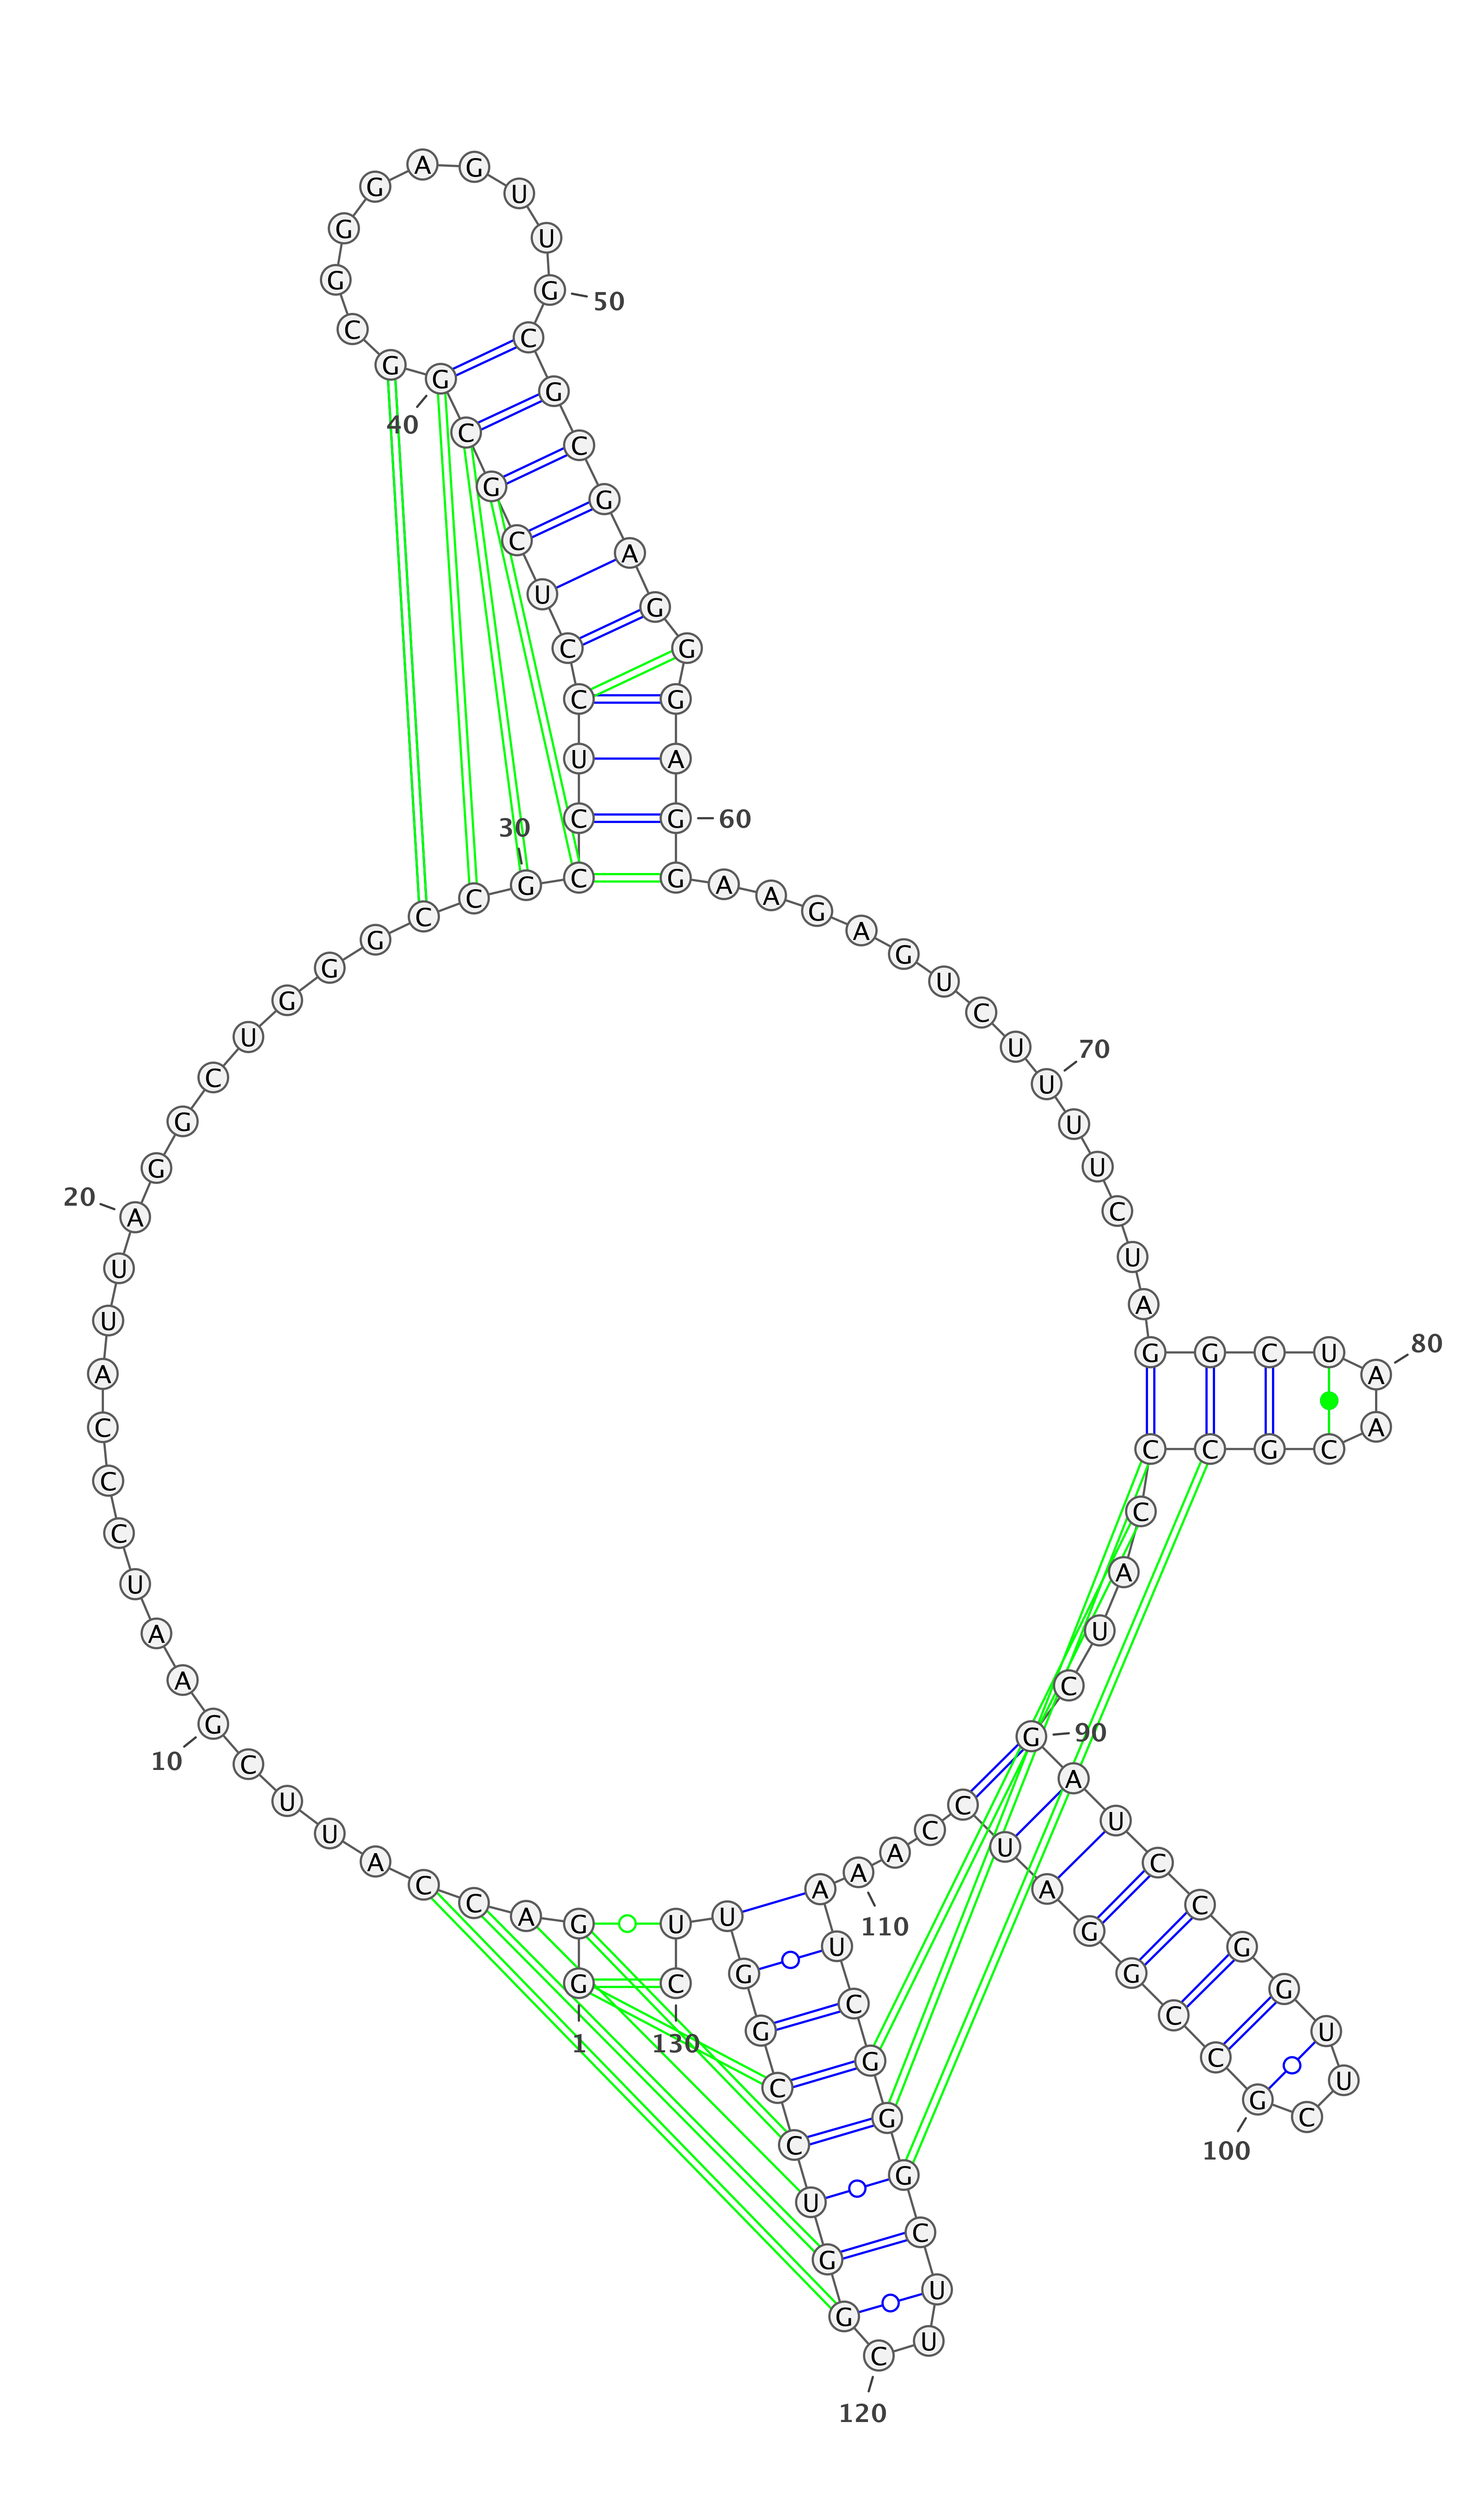 G G A C C A U U C G
A A U C C C A U U A
G G C U G G G C C G
C C U C C U C G C G
G C G G G A G U U G
C G C G A G G G A G
G A A G A G U C U U
U U C U A G G C U A
A C G C C C A U C G
A U C C G G U U C G
C C G G A U C C A A
A U C G G G C U U C
G G U C C G G U U C
1
10
20
30
40
50
60
70
80
90
100
110
120
130